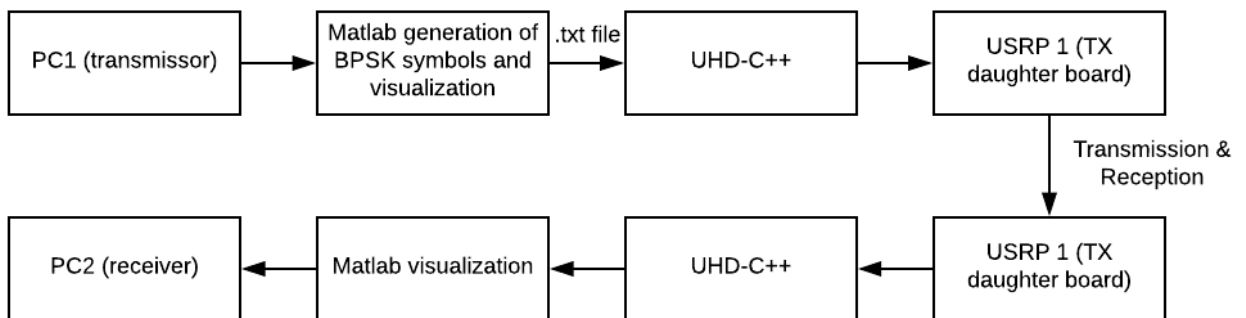 PC1 (transmissor)
Matlab generation of
BPSK symbols and
visualization
.txt file
UHD-C++
USRP 1 (TX
daughter board)
Transmission &
Reception
PC2 (receiver)
Matlab visualization
UHD-C++
USRP 1 (TX
daughter board)